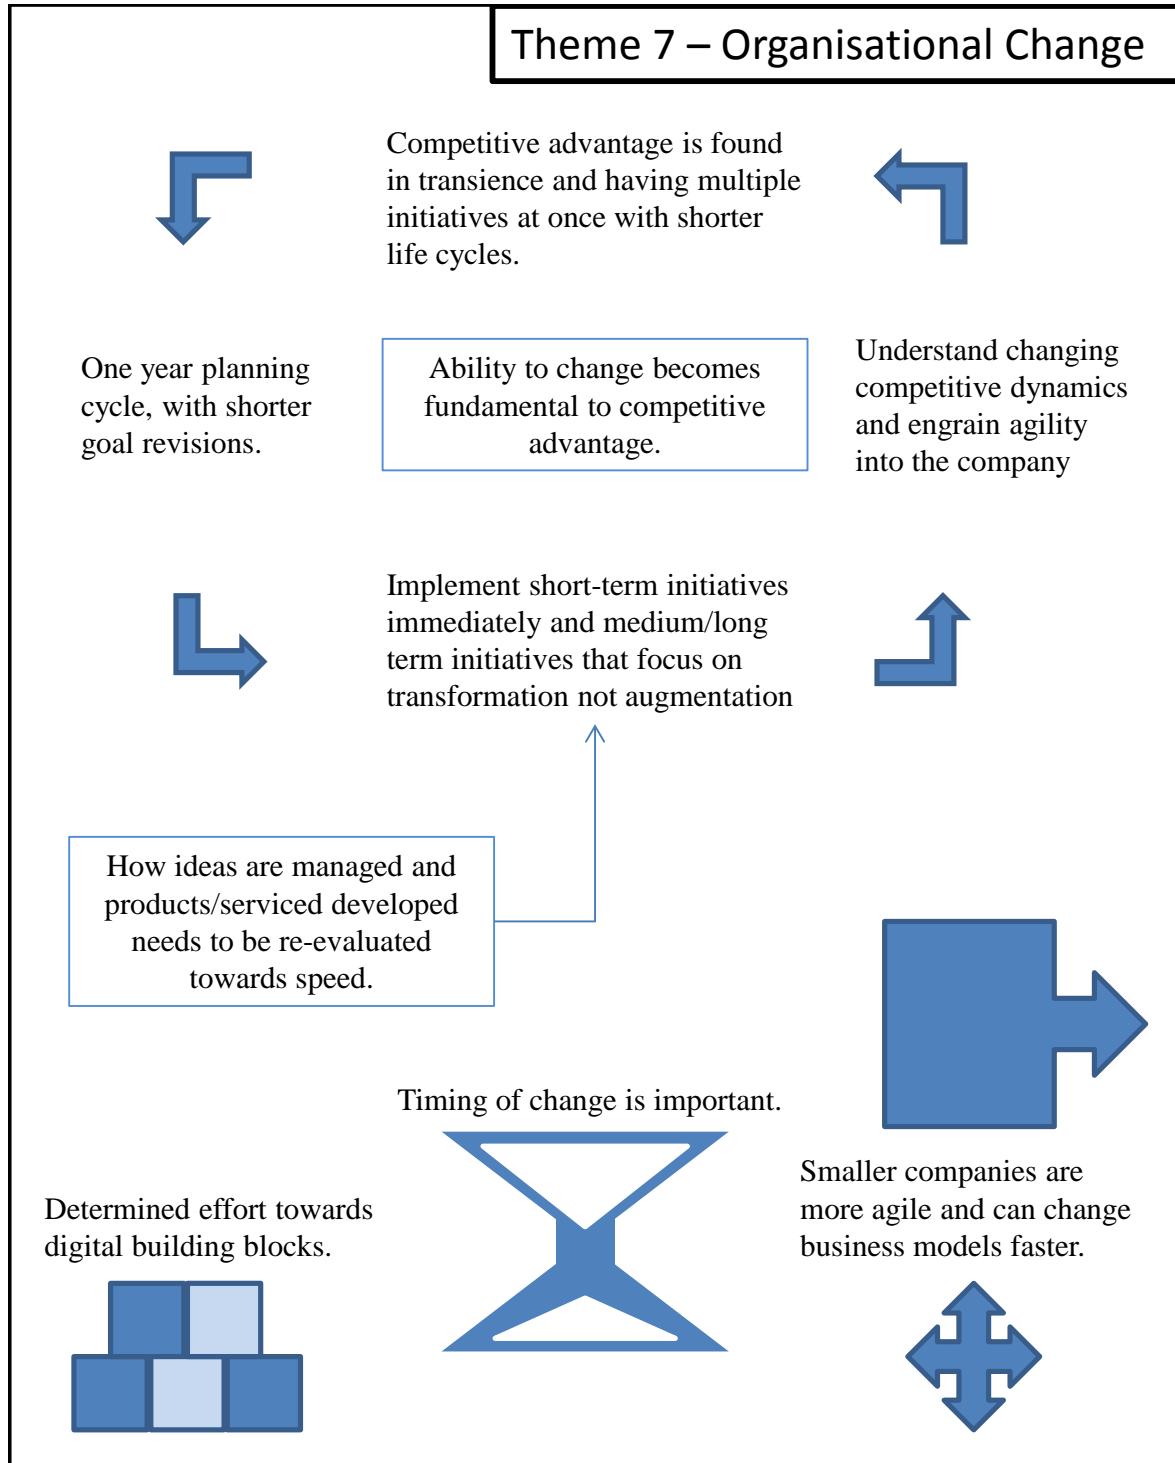 Theme 7 – Organisational Change
Competitive advantage is found
in transience and having multiple
initiatives at once with shorter
life cycles.
One year planning
cycle, with shorter
goal revisions.
Ability to change becomes
fundamental to competitive
advantage.
Understand changing
competitive dynamics
and engrain agility
into the company
Implement short-term initiatives
immediately and medium/long
term initiatives that focus on
transformation not augmentation
How ideas are managed and
products/serviced developed
needs to be re-evaluated
towards speed.
Timing of change is important.
Determined effort towards
digital building blocks.
Smaller companies are
more agile and can change
business models faster.